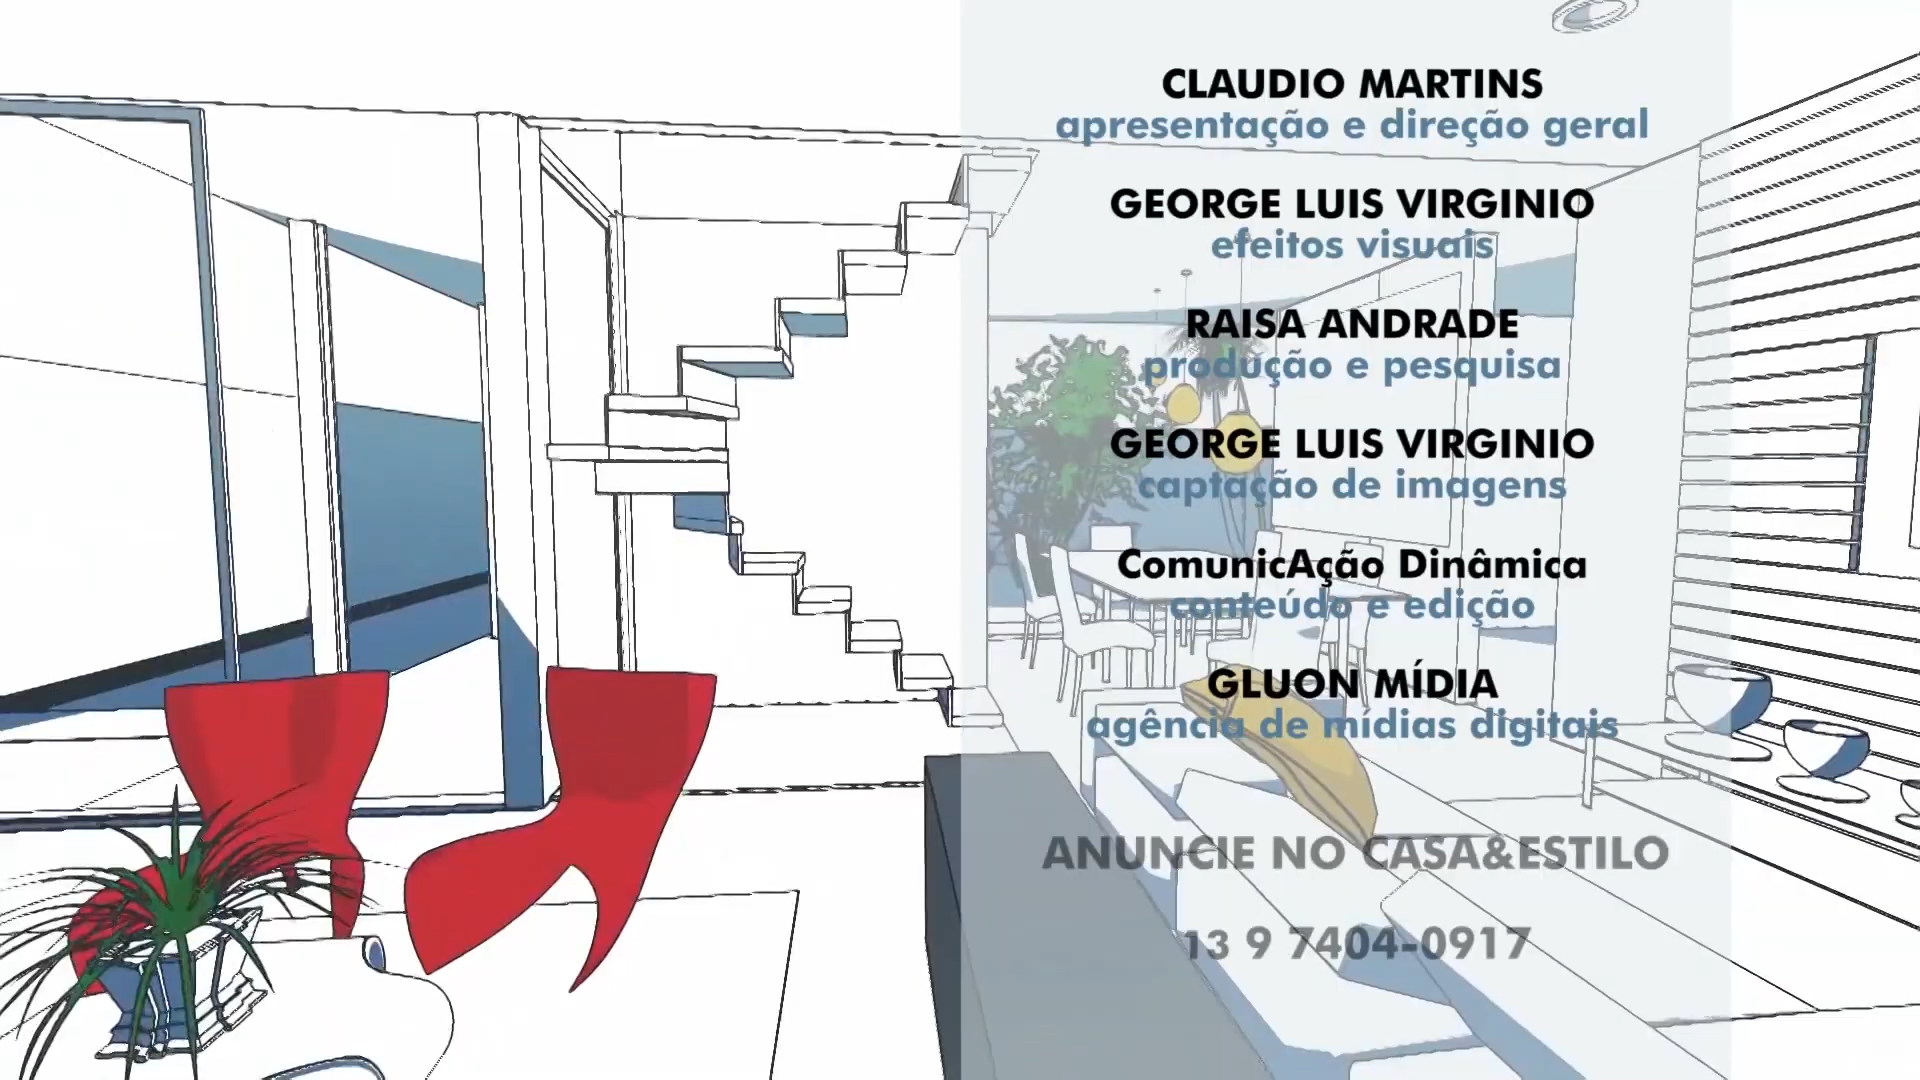 CLAUDIO MARTINS
apresentação e direção geral
GEORGE LUIS VIRGINIO
efeitos visuais
RAISA ANDRADE
produção e pesquisa
GEORGE LUIS VIRGINIO
captação de imagens
ComunicAção Dinâmica
conteúdo e edição
GLUON MÍDIA
agência de mídias digitais
ANUNCIE NO CASA&ESTILO
13 9 7404-0917